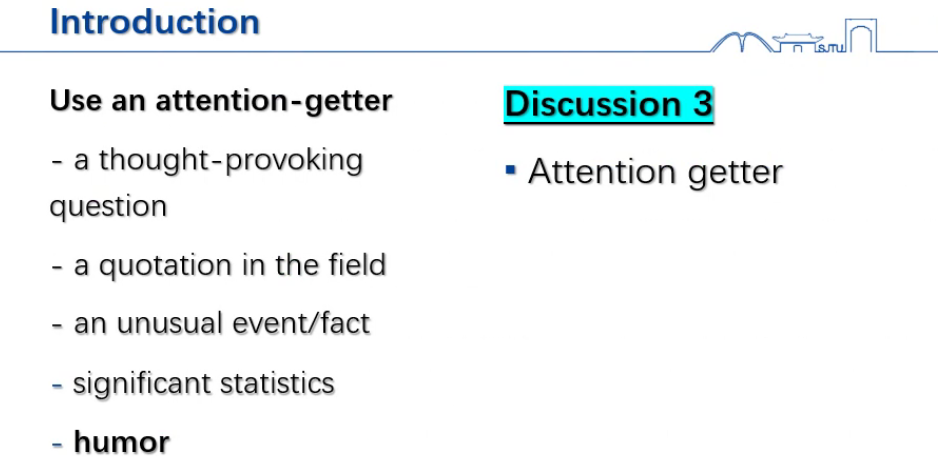 Introduction
Use an attention-getter
- a thought-provoking
question
- a quotation in the field
- an unusual event/fact
- significant statistics
- humor
Discussion 3
▪ Attention getter